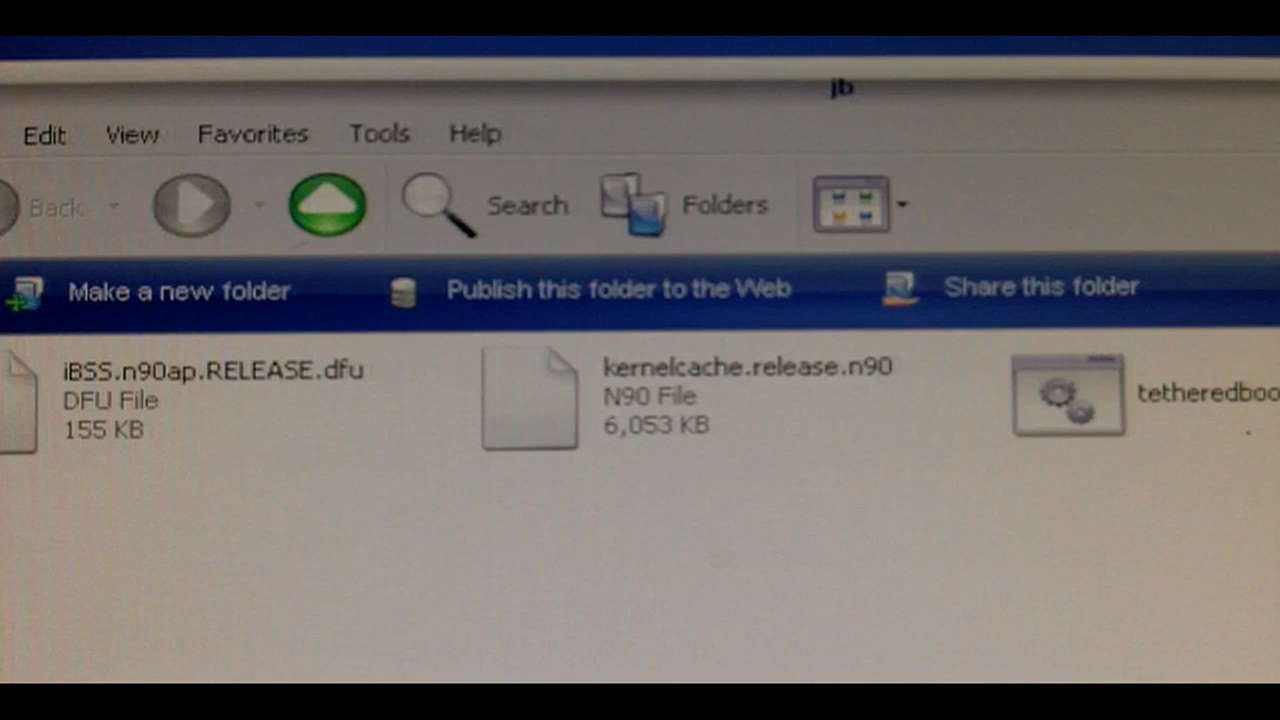 jb
Edit View Favorites Tools Help
Back Search Folders
Make a new folder Publish this folder to the Web Share this folder
iBSS.n90ap.RELEASE.dfu kernelcache.release.n90 tetheredboo
DFU File N90 File
155 KB 6,053 KB